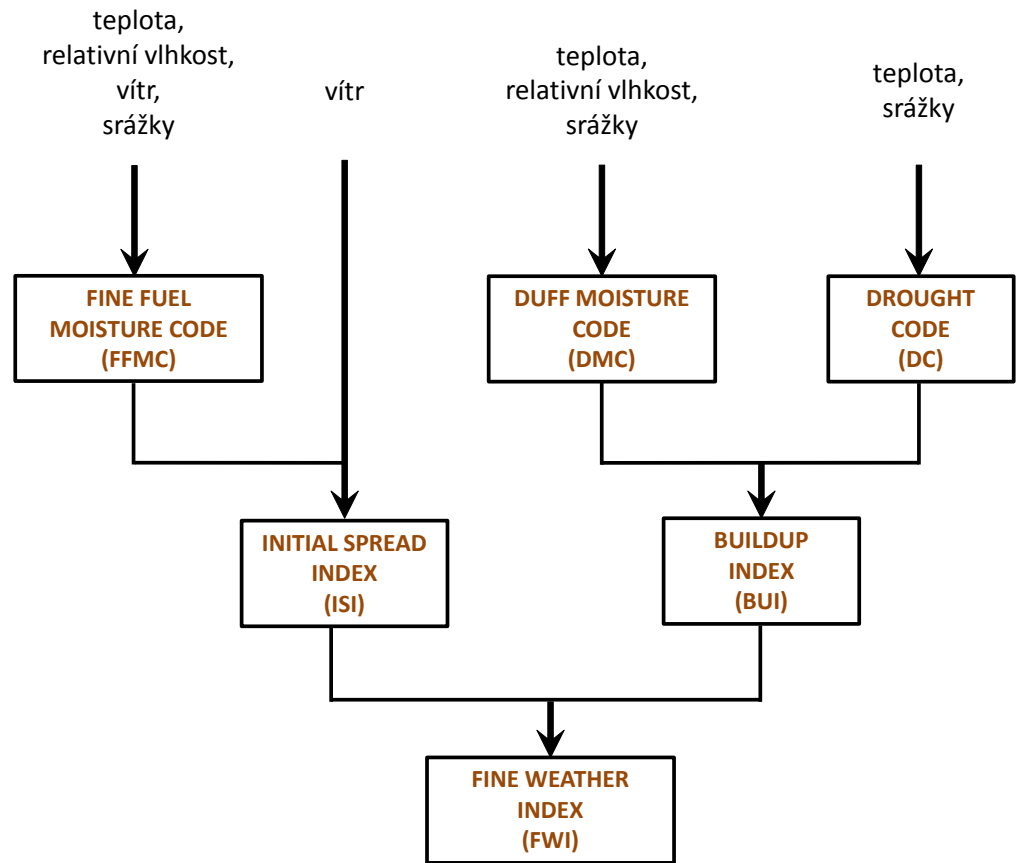 teplota,
relativní vlhkost,
vítr,
srážky
vítr
teplota,
relativní vlhkost,
srážky
teplota,
srážky
FINE FUEL
MOISTURE CODE
(FFMC)
DUFF MOISTURE
CODE
(DMC)
DROUGHT
CODE
(DC)
INITIAL SPREAD
INDEX
(ISI)
BUILDUP
INDEX
(BUI)
FINE WEATHER
INDEX
(FWI)